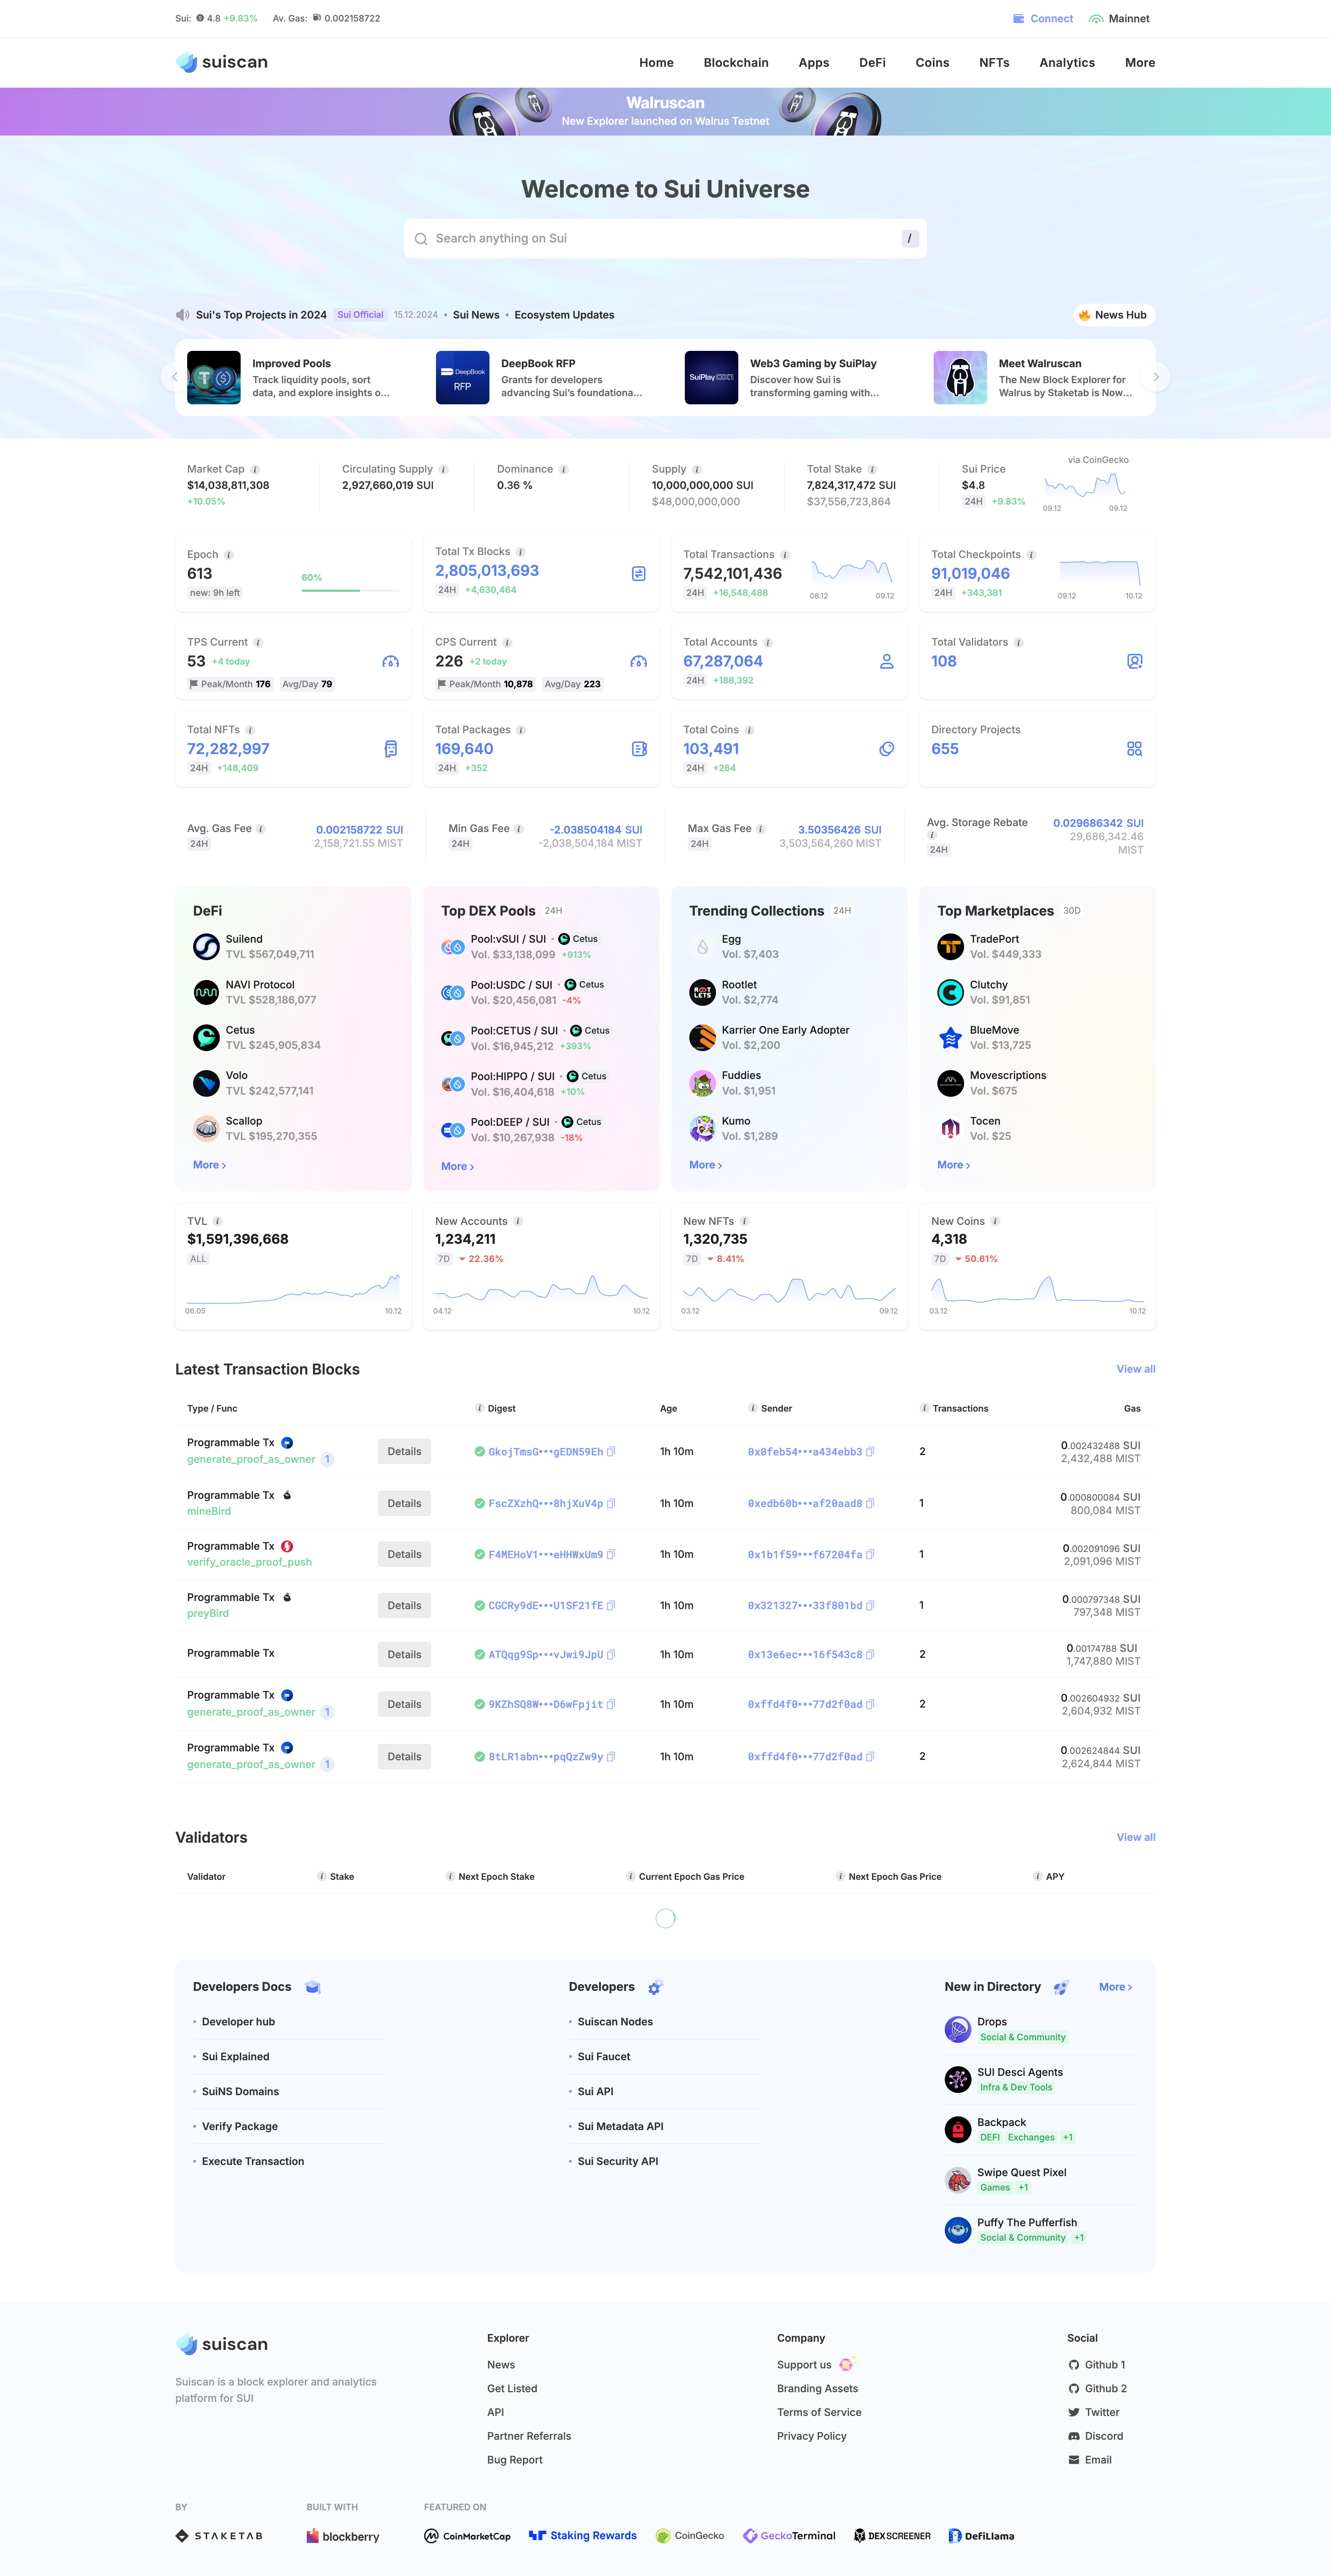 Sui: 4.8 +9.83% Av. Gas: 0.002158722
Connect Mainnet
suiscan
Home Blockchain Apps DeFi Coins NFTs Analytics More
Walruscan
New Explorer launched on Walrus Testnet
Welcome to Sui Universe
Search anything on Sui /
Sui's Top Projects in 2024 Sui Official 15.12.2024 • Sui News • Ecosystem Updates
News Hub
Improved Pools
Track liquidity pools, sort
data, and explore insights o...
DeepBook
RFP
DeepBook RFP
Grants for developers
advancing Sui's foundationa...
SuiPlay
Web3 Gaming by SuiPlay
Discover how Sui is
transforming gaming with...
Meet Walruscan
The New Block Explorer for
Walrus by Staketab is Now...
Market Cap
$14,038,811,308
+10.05%
Circulating Supply
2,927,660,019 SUI
Dominance
0.36 %
Supply
10,000,000,000 SUI
$48,000,000,000
Total Stake
7,824,317,472 SUI
$37,556,723,864
Sui Price
$4.8
24H +9.83%
via CoinGecko
09.12 09.12
Epoch
613
new: 9h left
60%
Total Tx Blocks
2,805,013,693
24H +4,630,464
Total Transactions
7,542,101,436
24H +16,548,488
08.12 09.12
Total Checkpoints
91,019,046
24H +343,381
09.12 10.12
TPS Current
53 +4 today
Peak/Month 176 Avg/Day 79
CPS Current
226 +2 today
Peak/Month 10,878 Avg/Day 223
Total Accounts
67,287,064
24H +188,392
Total Validators
108
Total NFTs
72,282,997
24H +148,409
Total Packages
169,640
24H +352
Total Coins
103,491
24H +264
Directory Projects
655
Avg. Gas Fee
24H
0.002158722 SUI
2,158,721.55 MIST
Min Gas Fee
24H
-2.038504184 SUI
-2,038,504,184 MIST
Max Gas Fee
24H
3.50356426 SUI
3,503,564,260 MIST
Avg. Storage Rebate
24H
0.029686342 SUI
29,686,342.46
MIST
DeFi
Suilend
TVL $567,049,711
NAVI Protocol
TVL $528,186,077
Cetus
TVL $245,905,834
Volo
TVL $242,577,141
Scallop
TVL $195,270,355
More ›
Top DEX Pools 24H
Pool:vSUI / SUI • Cetus
Vol. $33,138,099 +913%
Pool:USDC / SUI • Cetus
Vol. $20,456,081 -4%
Pool:CETUS / SUI • Cetus
Vol. $16,945,212 +393%
Pool:HIPPO / SUI • Cetus
Vol. $16,404,618 +10%
Pool:DEEP / SUI • Cetus
Vol. $10,267,938 -18%
More ›
Trending Collections 24H
Egg
Vol. $7,403
ROOTLETS
Rootlet
Vol. $2,774
Karrier One Early Adopter
Vol. $2,200
Fuddies
Vol. $1,951
Kumo
Vol. $1,289
More ›
Top Marketplaces 30D
TradePort
Vol. $449,333
Clutchy
Vol. $91,851
BlueMove
Vol. $13,725
Movescriptions
Vol. $675
Tocen
Vol. $25
More ›
TVL
$1,591,396,668
ALL
06.05 10.12
New Accounts
1,234,211
7D 22.36%
04.12 10.12
New NFTs
1,320,735
7D 8.41%
03.12 09.12
New Coins
4,318
7D 50.61%
03.12 10.12
Latest Transaction Blocks View all
Type / Func Digest Age Sender Transactions Gas
Programmable Tx
generate_proof_as_owner 1
Details GkojTmsG•••gEDN59Eh 1h 10m 0x0feb54•••a434ebb3 2
0.002432488 SUI
2,432,488 MIST
Programmable Tx
mineBird
Details FscZXzhQ•••8hjXuV4p 1h 10m 0xedb60b•••af20aad8 1
0.000800084 SUI
800,084 MIST
Programmable Tx
verify_oracle_proof_push
Details F4MEHoV1•••eHHWxUm9 1h 10m 0x1b1f59•••f67204fa 1
0.002091096 SUI
2,091,096 MIST
Programmable Tx
preyBird
Details CGCRy9dE•••U1SF21fE 1h 10m 0x321327•••33f801bd 1
0.000797348 SUI
797,348 MIST
Programmable Tx
Details ATQqg9Sp•••vJwi9JpU 1h 10m 0x13e6ec•••16f543c8 2
0.00174788 SUI
1,747,880 MIST
Programmable Tx
generate_proof_as_owner 1
Details 9KZhSQ8W•••D6wFpjit 1h 10m 0xffd4f0•••77d2f0ad 2
0.002604932 SUI
2,604,932 MIST
Programmable Tx
generate_proof_as_owner 1
Details 8tLR1abn•••pqQzZw9y 1h 10m 0xffd4f0•••77d2f0ad 2
0.002624844 SUI
2,624,844 MIST
Validators View all
Validator Stake Next Epoch Stake Current Epoch Gas Price Next Epoch Gas Price APY
Developers Docs
• Developer hub
• Sui Explained
• SuiNS Domains
• Verify Package
• Execute Transaction
Developers
• Suiscan Nodes
• Sui Faucet
• Sui API
• Sui Metadata API
• Sui Security API
New in Directory More ›
Drops
Social & Community
SUI Desci Agents
Infra & Dev Tools
Backpack
DEFI Exchanges +1
Swipe Quest Pixel
Games +1
Puffy The Pufferfish
Social & Community +1
suiscan
Suiscan is a block explorer and analytics
platform for SUI
Explorer
News
Get Listed
API
Partner Referrals
Bug Report
Company
Support us
Branding Assets
Terms of Service
Privacy Policy
Social
Github 1
Github 2
Twitter
Discord
Email
BY
STAKETAB
BUILT WITH
blockberry
FEATURED ON
CoinMarketCap Staking Rewards CoinGecko GeckoTerminal DEXSCREENER DefiLlama